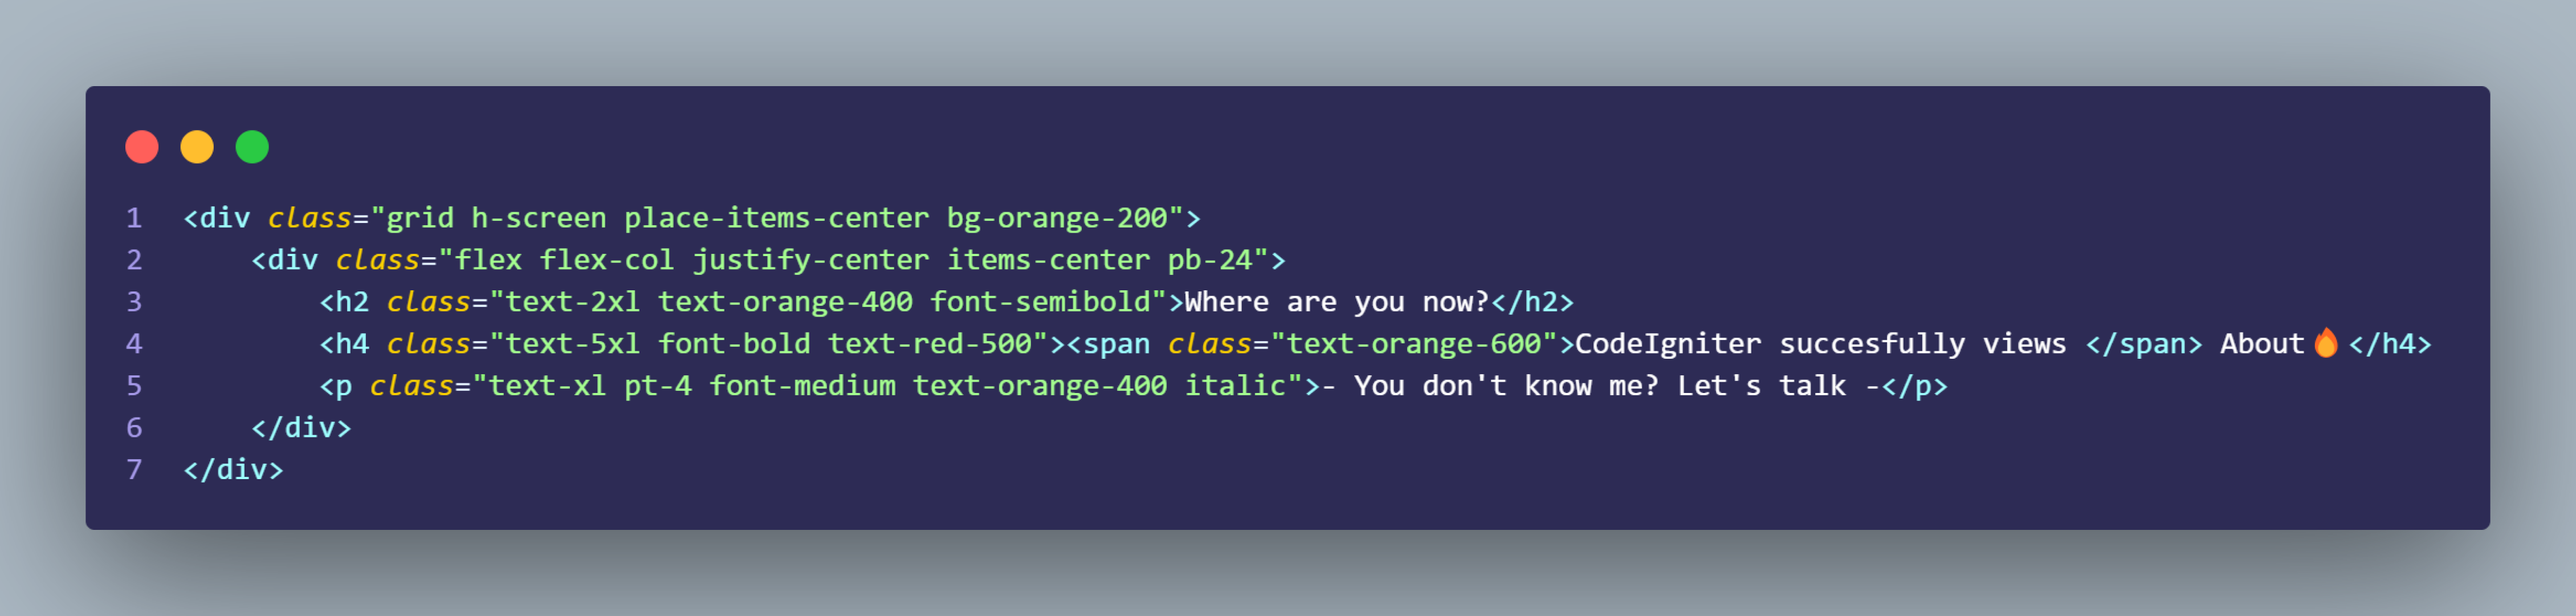 1 <div class="grid h-screen place-items-center bg-orange-200">
2     <div class="flex flex-col justify-center items-center pb-24">
3         <h2 class="text-2xl text-orange-400 font-semibold">Where are you now?</h2>
4         <h4 class="text-5xl font-bold text-red-500"><span class="text-orange-600">CodeIgniter succesfully views </span> About🔥</h4>
5         <p class="text-xl pt-4 font-medium text-orange-400 italic">- You don't know me? Let's talk -</p>
6     </div>
7 </div>